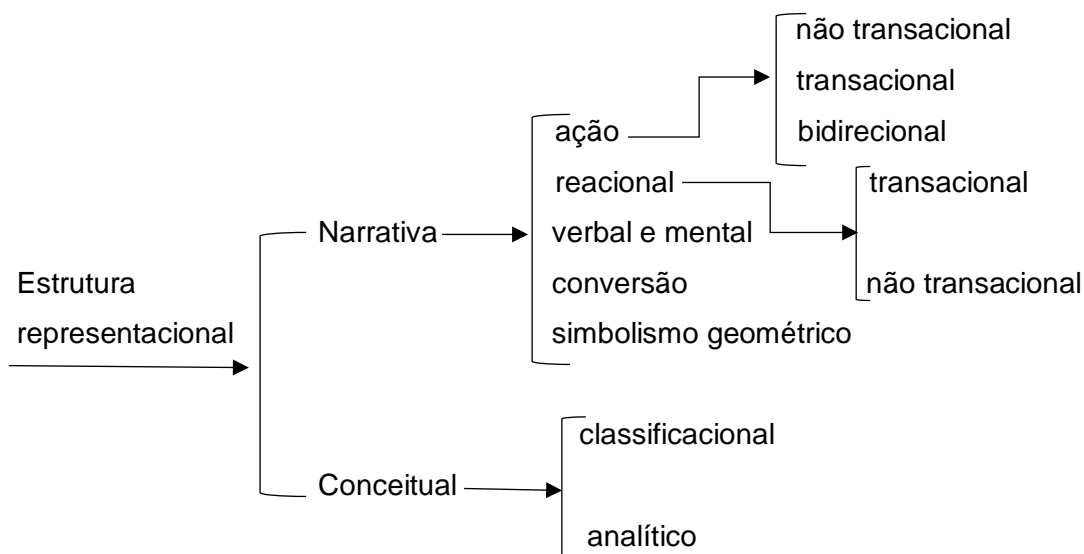 não transacional
transacional
ação
bidirecional
reacional
transacional
Narrativa
verbal e mental
Estrutura
conversão
não transacional
representacional
simbolismo geométrico
classificacional
Conceitual
analítico